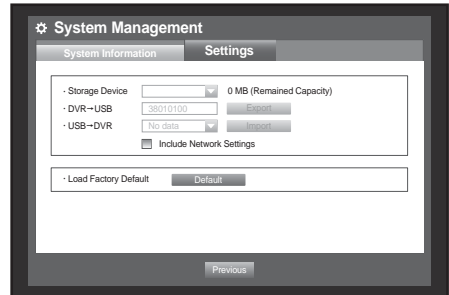 System Management
System Information Settings
· Storage Device 0 MB (Remained Capacity)
· DVR→USB 38010100 Export
· USB→DVR No data Import
Include Network Settings
· Load Factory Default Default
Previous